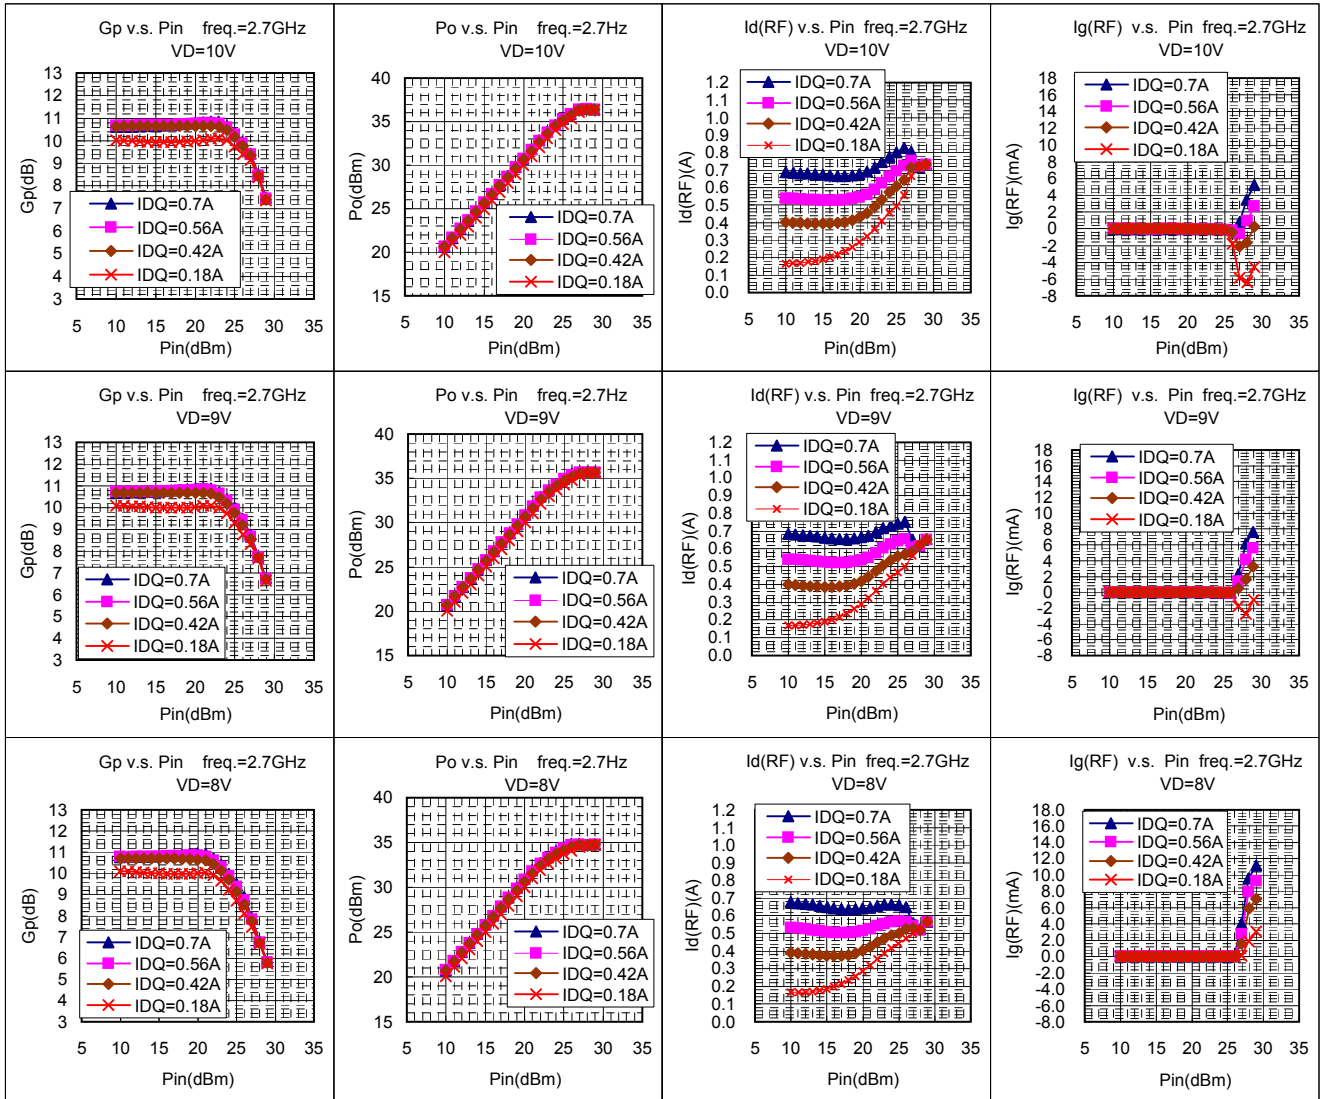 Gp v.s. Pin freq.=2.7GHz
VD=10V
13
11
10
9
8
7
6
5
4
3
Gp(dB)
IDQ=0.7A
IDQ=0.56A
IDQ=0.42A
IDQ=0.18A
5 10 15 20 25 30 35
Pin(dBm)
Po v.s. Pin freq.=2.7Hz
VD=10V
40
35
30
25
20
15
Po(dBm)
IDQ=0.7A
IDQ=0.56A
IDQ=0.42A
IDQ=0.18A
5 10 15 20 25 30 35
Pin(dBm)
Id(RF) v.s. Pin freq.=2.7GHz
VD=10V
1.2
1.1
1.0
0.9
0.8
0.7
0.6
0.5
0.4
0.3
0.2
0.1
0.0
Id(RF)(A)
IDQ=0.7A
IDQ=0.56A
IDQ=0.42A
IDQ=0.18A
5 10 15 20 25 30 35
Pin(dBm)
Ig(RF) v.s. Pin freq.=2.7GHz
VD=10V
18
16
14
12
10
8
6
4
2
0
-2
-4
-6
-8
Ig(RF)(mA)
IDQ=0.7A
IDQ=0.56A
IDQ=0.42A
IDQ=0.18A
5 10 15 20 25 30 35
Pin(dBm)
Gp v.s. Pin freq.=2.7GHz
VD=9V
13
12
11
10
9
8
7
6
5
4
3
Gp(dB)
IDQ=0.7A
IDQ=0.56A
IDQ=0.42A
IDQ=0.18A
5 10 15 20 25 30 35
Pin(dBm)
Po v.s. Pin freq.=2.7Hz
VD=9V
40
35
30
25
20
15
Po(dBm)
IDQ=0.7A
IDQ=0.56A
IDQ=0.42A
IDQ=0.18A
5 10 15 20 25 30 35
Pin(dBm)
Id(RF) v.s. Pin freq.=2.7GHz
VD=9V
1.2
1.1
1.0
0.9
0.8
0.7
0.6
0.5
0.4
0.3
0.2
0.1
0.0
Id(RF)(A)
IDQ=0.7A
IDQ=0.56A
IDQ=0.42A
IDQ=0.18A
5 10 15 20 25 30 35
Pin(dBm)
Ig(RF) v.s. Pin freq.=2.7GHz
VD=9V
18
16
14
12
10
8
6
4
2
0
-2
-4
-6
-8
Ig(RF)(mA)
IDQ=0.7A
IDQ=0.56A
IDQ=0.42A
IDQ=0.18A
5 10 15 20 25 30 35
Pin(dBm)
Gp v.s. Pin freq.=2.7GHz
VD=8V
13
12
11
10
9
8
7
6
5
4
3
Gp(dB)
IDQ=0.7A
IDQ=0.56A
IDQ=0.42A
IDQ=0.18A
5 10 15 20 25 30 35
Pin(dBm)
Po v.s. Pin freq.=2.7Hz
VD=8V
40
35
30
25
20
15
Po(dBm)
IDQ=0.7A
IDQ=0.56A
IDQ=0.42A
IDQ=0.18A
5 10 15 20 25 30 35
Pin(dBm)
Id(RF) v.s. Pin freq.=2.7GHz
VD=8V
1.2
1.1
1.0
0.9
0.8
0.7
0.6
0.5
0.4
0.3
0.2
0.1
0.0
Id(RF)(A)
IDQ=0.7A
IDQ=0.56A
IDQ=0.42A
IDQ=0.18A
5 10 15 20 25 30 35
Pin(dBm)
Ig(RF) v.s. Pin freq.=2.7GHz
VD=8V
18.0
16.0
14.0
12.0
10.0
8.0
6.0
4.0
2.0
0.0
-2.0
-4.0
-6.0
-8.0
Ig(RF)(mA)
IDQ=0.7A
IDQ=0.56A
IDQ=0.42A
IDQ=0.18A
5 10 15 20 25 30 35
Pin(dBm)